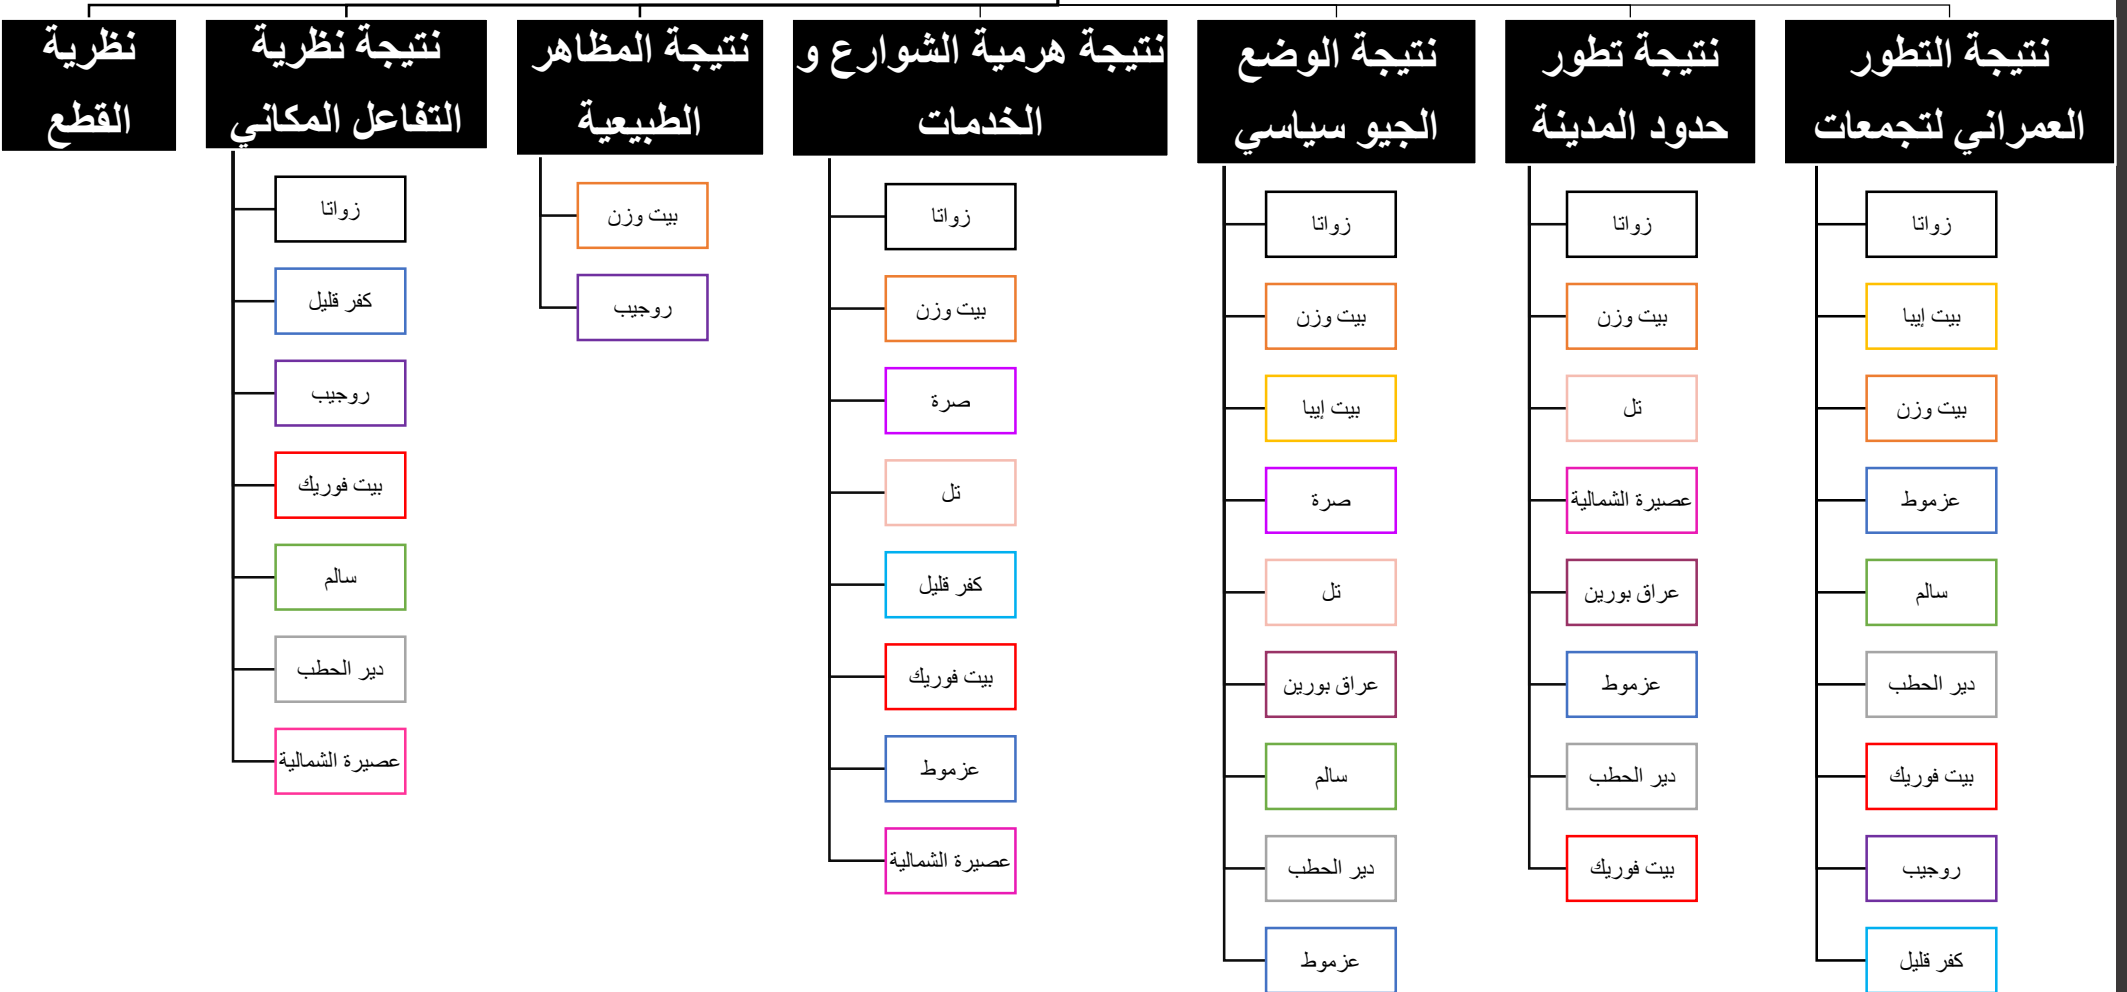 نتيجة التطور
العمراني لتجمعات
زواتا
بيت إيبا
بيت وزن
عزموط
سالم
دير الحطب
بيت فوريك
روجيب
كفر قليل
نتيجة تطور
حدود المدينة
زواتا
بيت وزن
تل
عصيرة الشمالية
عراق بورين
عزموط
دير الحطب
بيت فوريك
نتيجة الوضع
الجيو سياسي
زواتا
بيت وزن
بيت إيبا
صرة
تل
عراق بورين
سالم
دير الحطب
عزموط
نتيجة هرمية الشوارع و
الخدمات
زواتا
بيت وزن
صرة
تل
كفر قليل
بيت فوريك
عزموط
عصيرة الشمالية
نتيجة المظاهر
الطبيعية
بيت وزن
روجيب
نتيجة نظرية
التفاعل المكاني
زواتا
كفر قليل
روجيب
بيت فوريك
سالم
دير الحطب
عصيرة الشمالية
نظرية
القطع